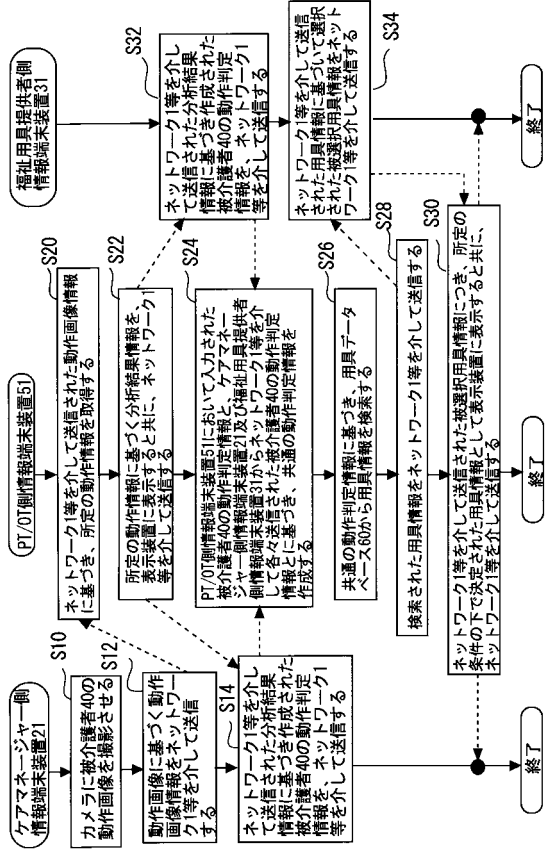 ケアマネージャー側
情報端末装置21
S10
カメラに被介護者40の
動作画像を撮影させる
S12
動作画像に基づく動作
画像情報をネットワー
ク1等を介して送信
する
S14
ネットワーク1等を介し
て送信された分析結果
情報に基づき作成された
被介護者40の動作判定
情報を、ネットワーク1
等を介して送信する
終了
PT/OT側情報端末装置51
S20
ネットワーク1等を介して送信された動作画像情報
に基づき、所定の動作情報を取得する
S22
所定の動作情報に基づく分析結果情報を、
表示装置に表示すると共に、ネットワーク1
等を介して送信する
S24
PT/OT側情報端末装置51において入力された
被介護者40の動作判定情報と、ケアマネー
ジャー側情報端末装置21及び福祉用具提供者
側情報端末装置31からネットワーク1等を介
して各々送信された被介護者40の動作判定
情報とに基づき、共通の動作判定情報を
作成する
S26
共通の動作判定情報に基づき、用具データ
ベース60から用具情報を検索する
S28
検索された用具情報をネットワーク1等を介して送信する
S30
ネットワーク1等を介して送信された被選択用具情報につき、所定の
条件の下で決定された用具情報として表示装置に表示すると共に、
ネットワーク1等を介して送信する
終了
福祉用具提供者側
情報端末装置31
S32
ネットワーク1等を介し
て送信された分析結果
情報に基づき作成された
被介護者40の動作判定
情報を、ネットワーク1
等を介して送信する
S34
ネットワーク1等を介して送信
された用具情報に基づいて選択
された被選択用具情報をネット
ワーク1等を介して送信する
終了